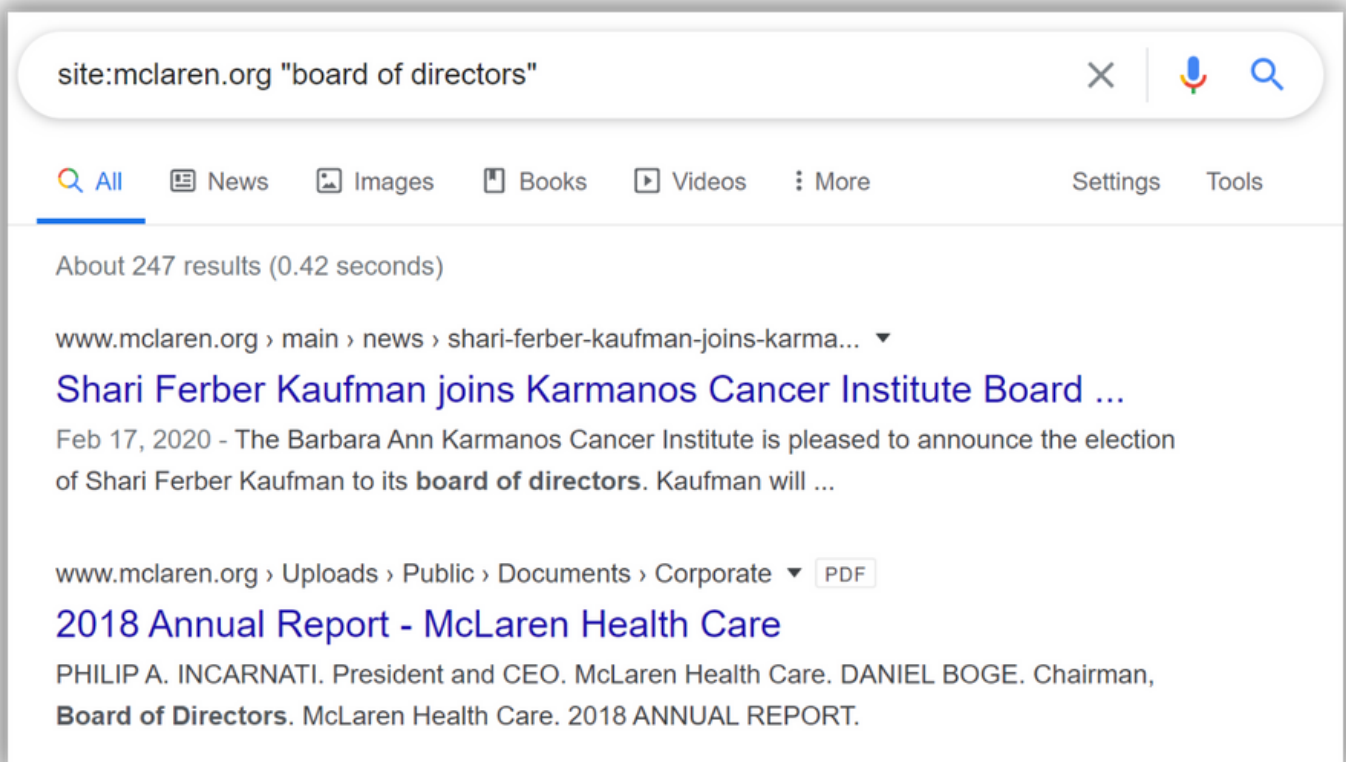 site:mclaren.org "board of directors"
All News Images Books Videos More Settings Tools
About 247 results (0.42 seconds)
www.mclaren.org › main › news › shari-ferber-kaufman-joins-karma...
Shari Ferber Kaufman joins Karmanos Cancer Institute Board ...
Feb 17, 2020 - The Barbara Ann Karmanos Cancer Institute is pleased to announce the election
of Shari Ferber Kaufman to its board of directors. Kaufman will ...
www.mclaren.org › Uploads › Public › Documents › Corporate PDF
2018 Annual Report - McLaren Health Care
PHILIP A. INCARNATI. President and CEO. McLaren Health Care. DANIEL BOGE. Chairman,
Board of Directors. McLaren Health Care. 2018 ANNUAL REPORT.